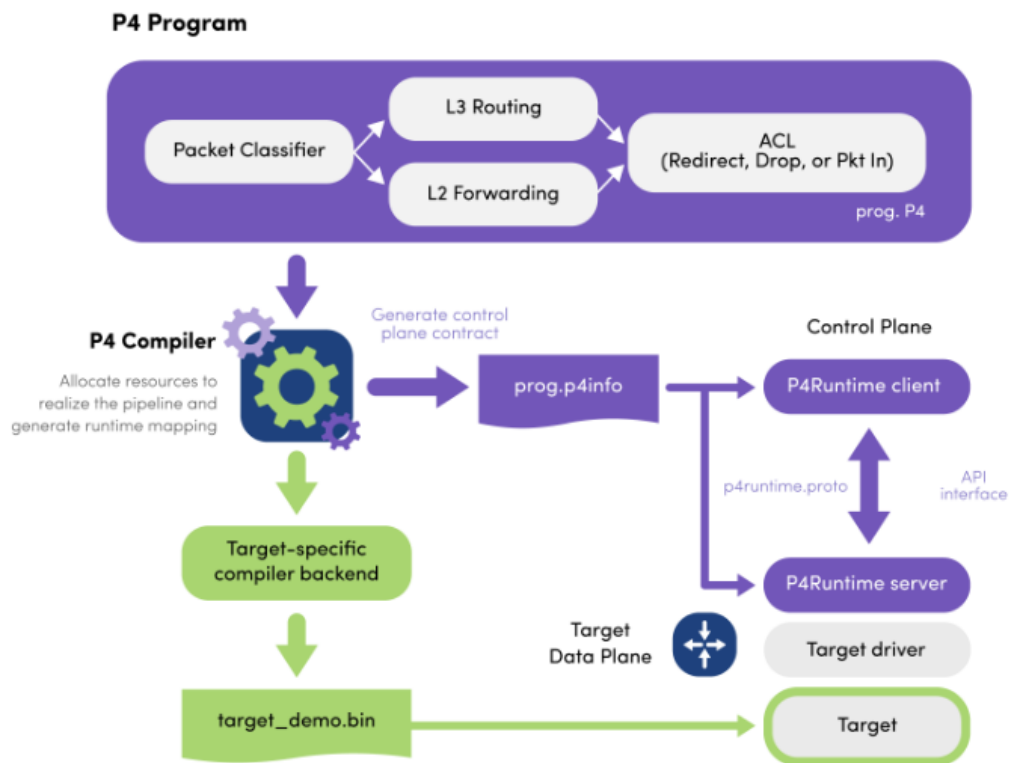 P4 Program
Packet Classifier
L3 Routing
L2 Forwarding
ACL
(Redirect, Drop, or Pkt In)
prog. P4
P4 Compiler
Allocate resources to
realize the pipeline and
generate runtime mapping
Generate control
plane contract
prog.p4info
Control Plane
P4Runtime client
p4runtime.proto
API
interface
P4Runtime server
Target-specific
compiler backend
Target
Data Plane
Target driver
target_demo.bin
Target